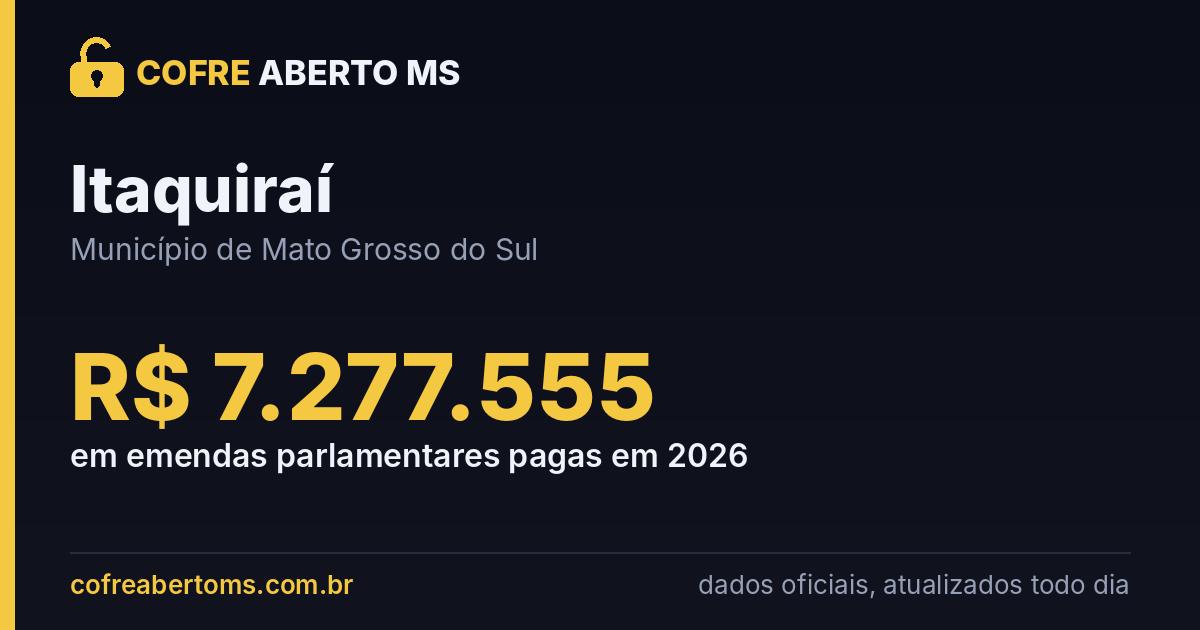 COFRE ABERTO MS
Itaquiraí
Município de Mato Grosso do Sul
R$ 7.277.555
em emendas parlamentares pagas em 2026
cofreabertoms.com.br
dados oficiais, atualizados todo dia